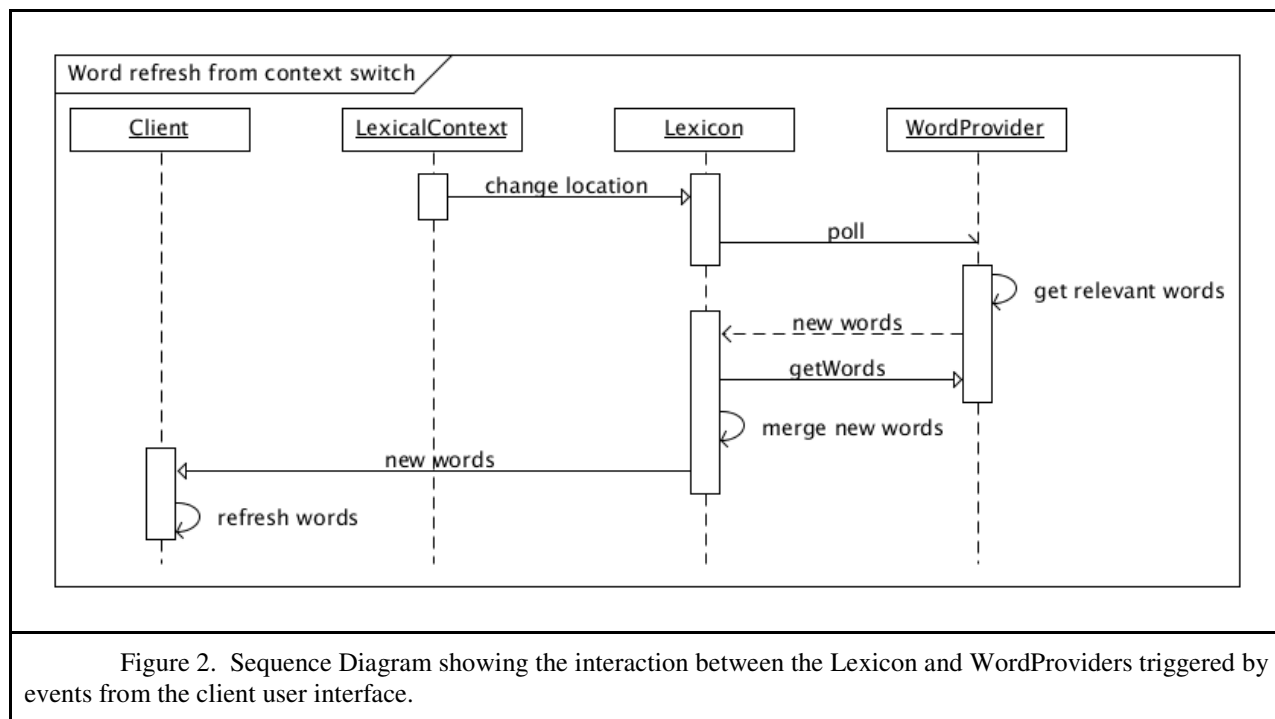 Word refresh from context switch
Client LexicalContext Lexicon WordProvider
change location
poll
get relevant words
new words
getWords
merge new words
new words
refresh words
Figure 2. Sequence Diagram showing the interaction between the Lexicon and WordProviders triggered by
events from the client user interface.